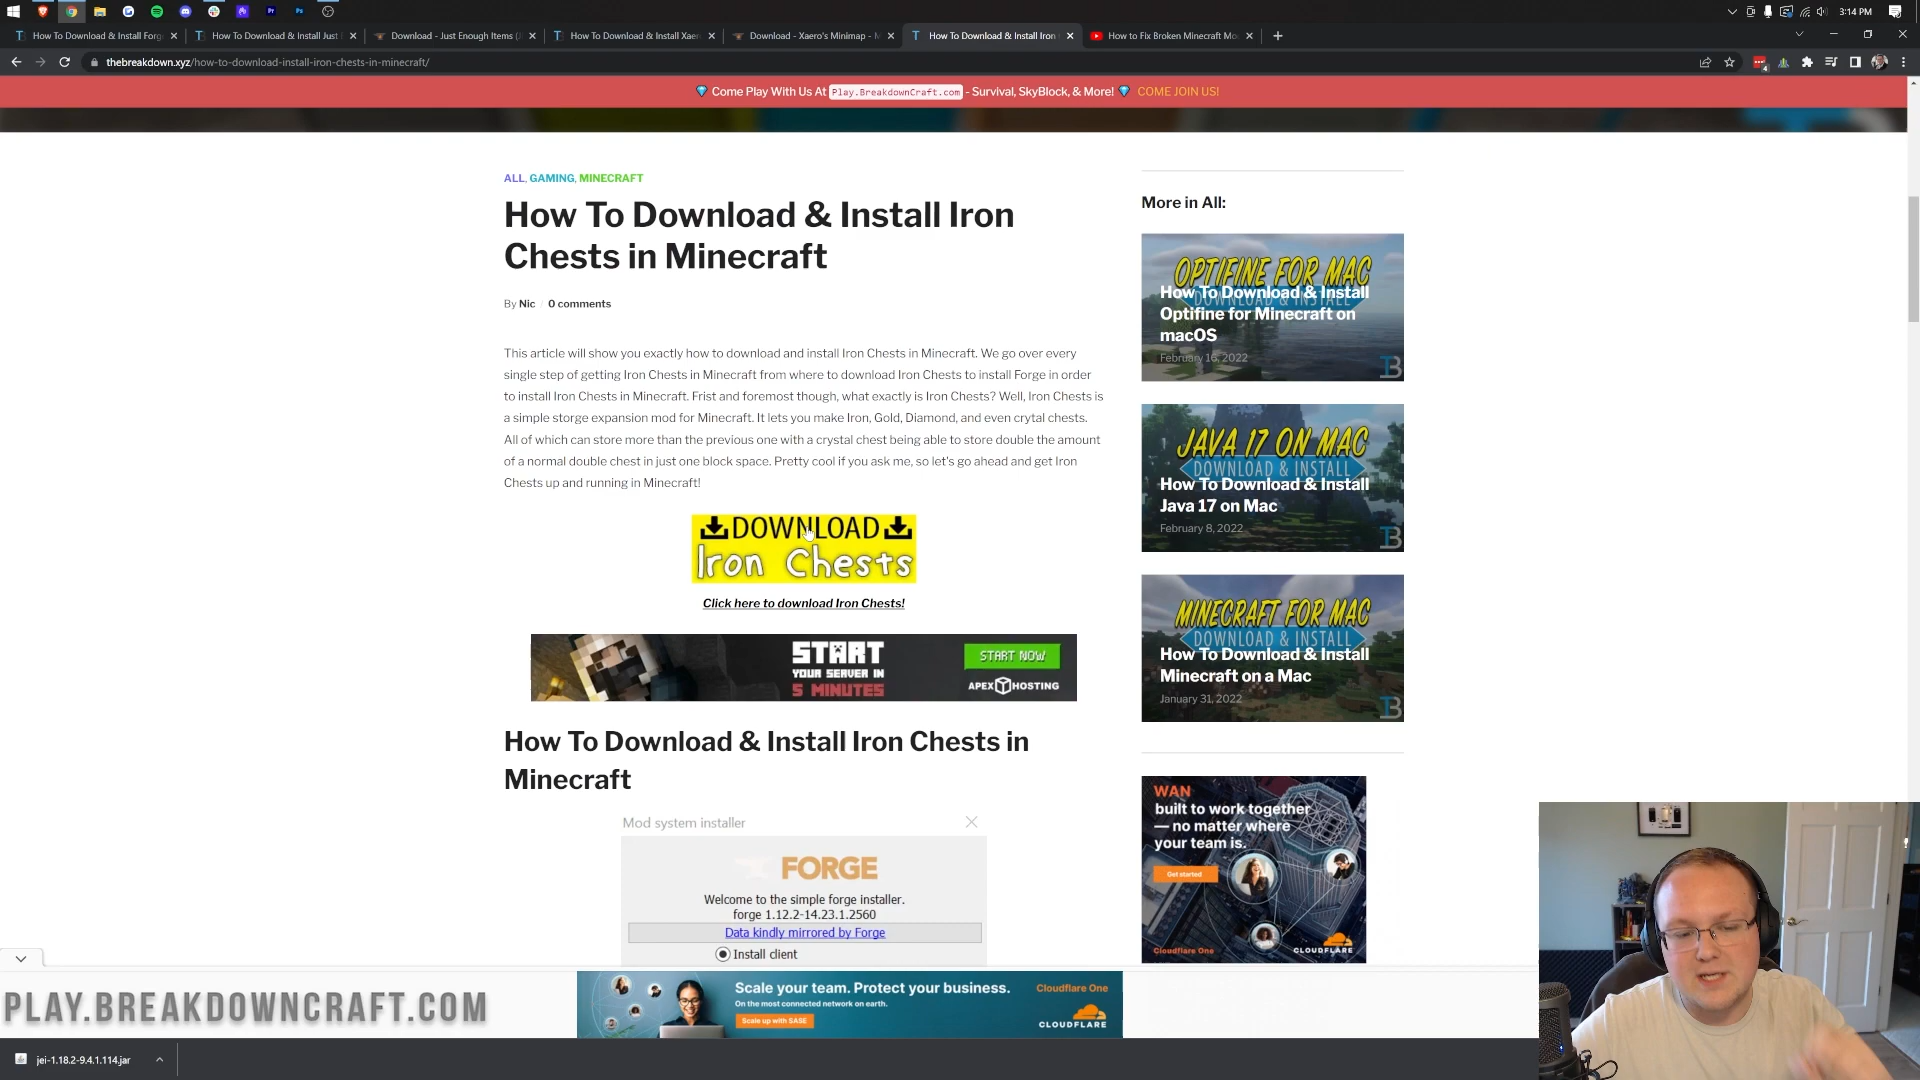 3:14 PM
How To Download & Install Forg
How To Download & Install Just
Download - Just Enough Items (J
How To Download & Install Xaer
Download - Xaero's Minimap - M
How To Download & Install Iron
How to Fix Broken Minecraft Mo
thebreakdown.xyz/how-to-download-install-iron-chests-in-minecraft/
Come Play With Us At Play.BreakdownCraft.com - Survival, SkyBlock, & More! COME JOIN US!
ALL, GAMING, MINECRAFT
How To Download & Install Iron
Chests in Minecraft
By Nic 0 comments
This article will show you exactly how to download and install Iron Chests in Minecraft. We go over every
single step of getting Iron Chests in Minecraft from where to download Iron Chests to install Forge in order
to install Iron Chests in Minecraft. Frist and foremost though, what exactly is Iron Chests? Well, Iron Chests is
a simple storge expansion mod for Minecraft. It lets you make Iron, Gold, Diamond, and even crytal chests.
All of which can store more than the previous one with a crystal chest being able to store double the amount
of a normal double chest in just one block space. Pretty cool if you ask me, so let's go ahead and get Iron
Chests up and running in Minecraft!
DOWNLOAD
Iron Chests
Click here to download Iron Chests!
START
YOUR SERVER IN
5 MINUTES
START NOW
APEX HOSTING
How To Download & Install Iron Chests in
Minecraft
Mod system installer
FORGE
Welcome to the simple forge installer.
forge 1.12.2-14.23.1.2560
Data kindly mirrored by Forge
Install client
More in All:
OPTIFINE FOR MAC
DOWNLOAD & INSTALL
How To Download & Install
Optifine for Minecraft on
macOS
February 16, 2022
TB
JAVA 17 ON MAC
DOWNLOAD & INSTALL
How To Download & Install
Java 17 on Mac
February 8, 2022
TB
MINECRAFT FOR MAC
DOWNLOAD & INSTALL
How To Download & Install
Minecraft on a Mac
January 31, 2022
TB
WAN
built to work together
— no matter where
your team is.
Get started
Cloudflare One
CLOUDFLARE
PLAY.BREAKDOWNCRAFT.COM
Scale your team. Protect your business.
On the most connected network on earth.
Scale up with SASE
Cloudflare One
CLOUDFLARE
jei-1.18.2-9.4.1.114.jar